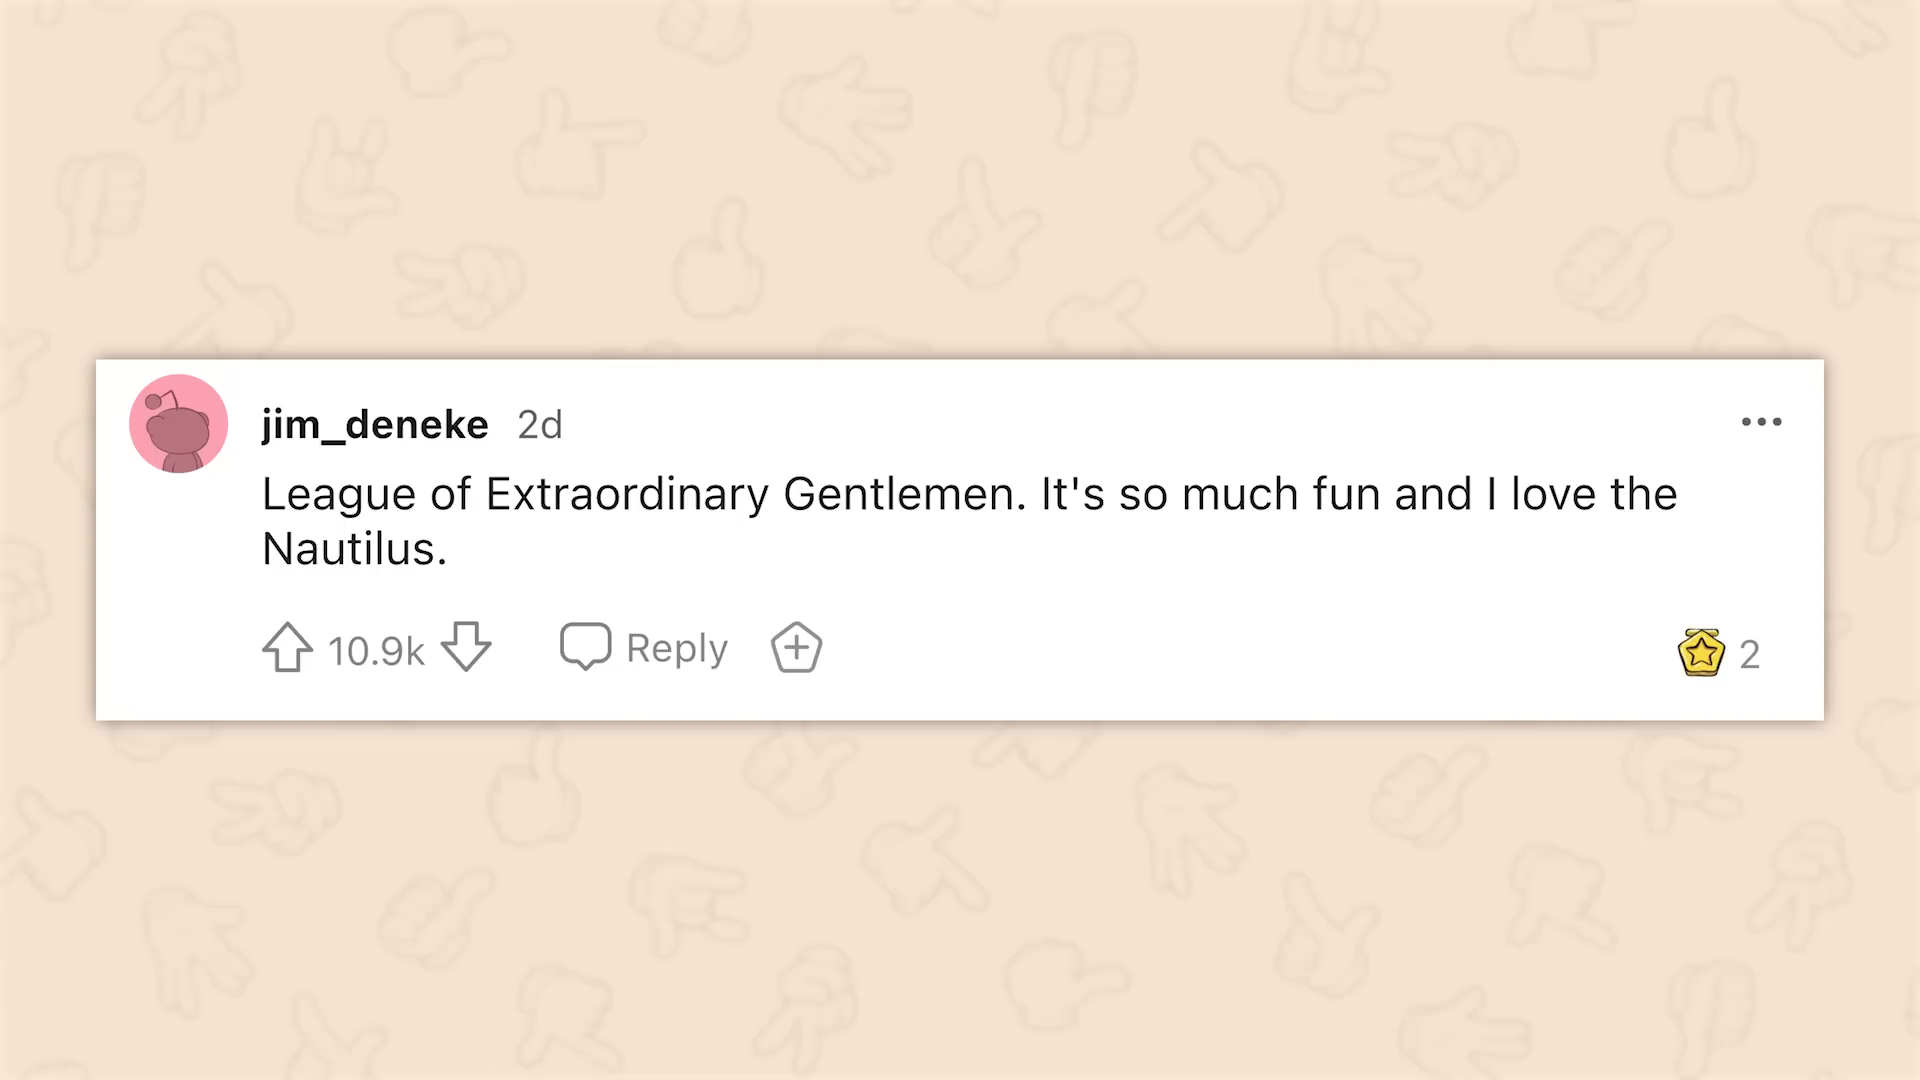 jim_deneke 2d
League of Extraordinary Gentlemen. It's so much fun and I love the
Nautilus.
10.9k Reply 2